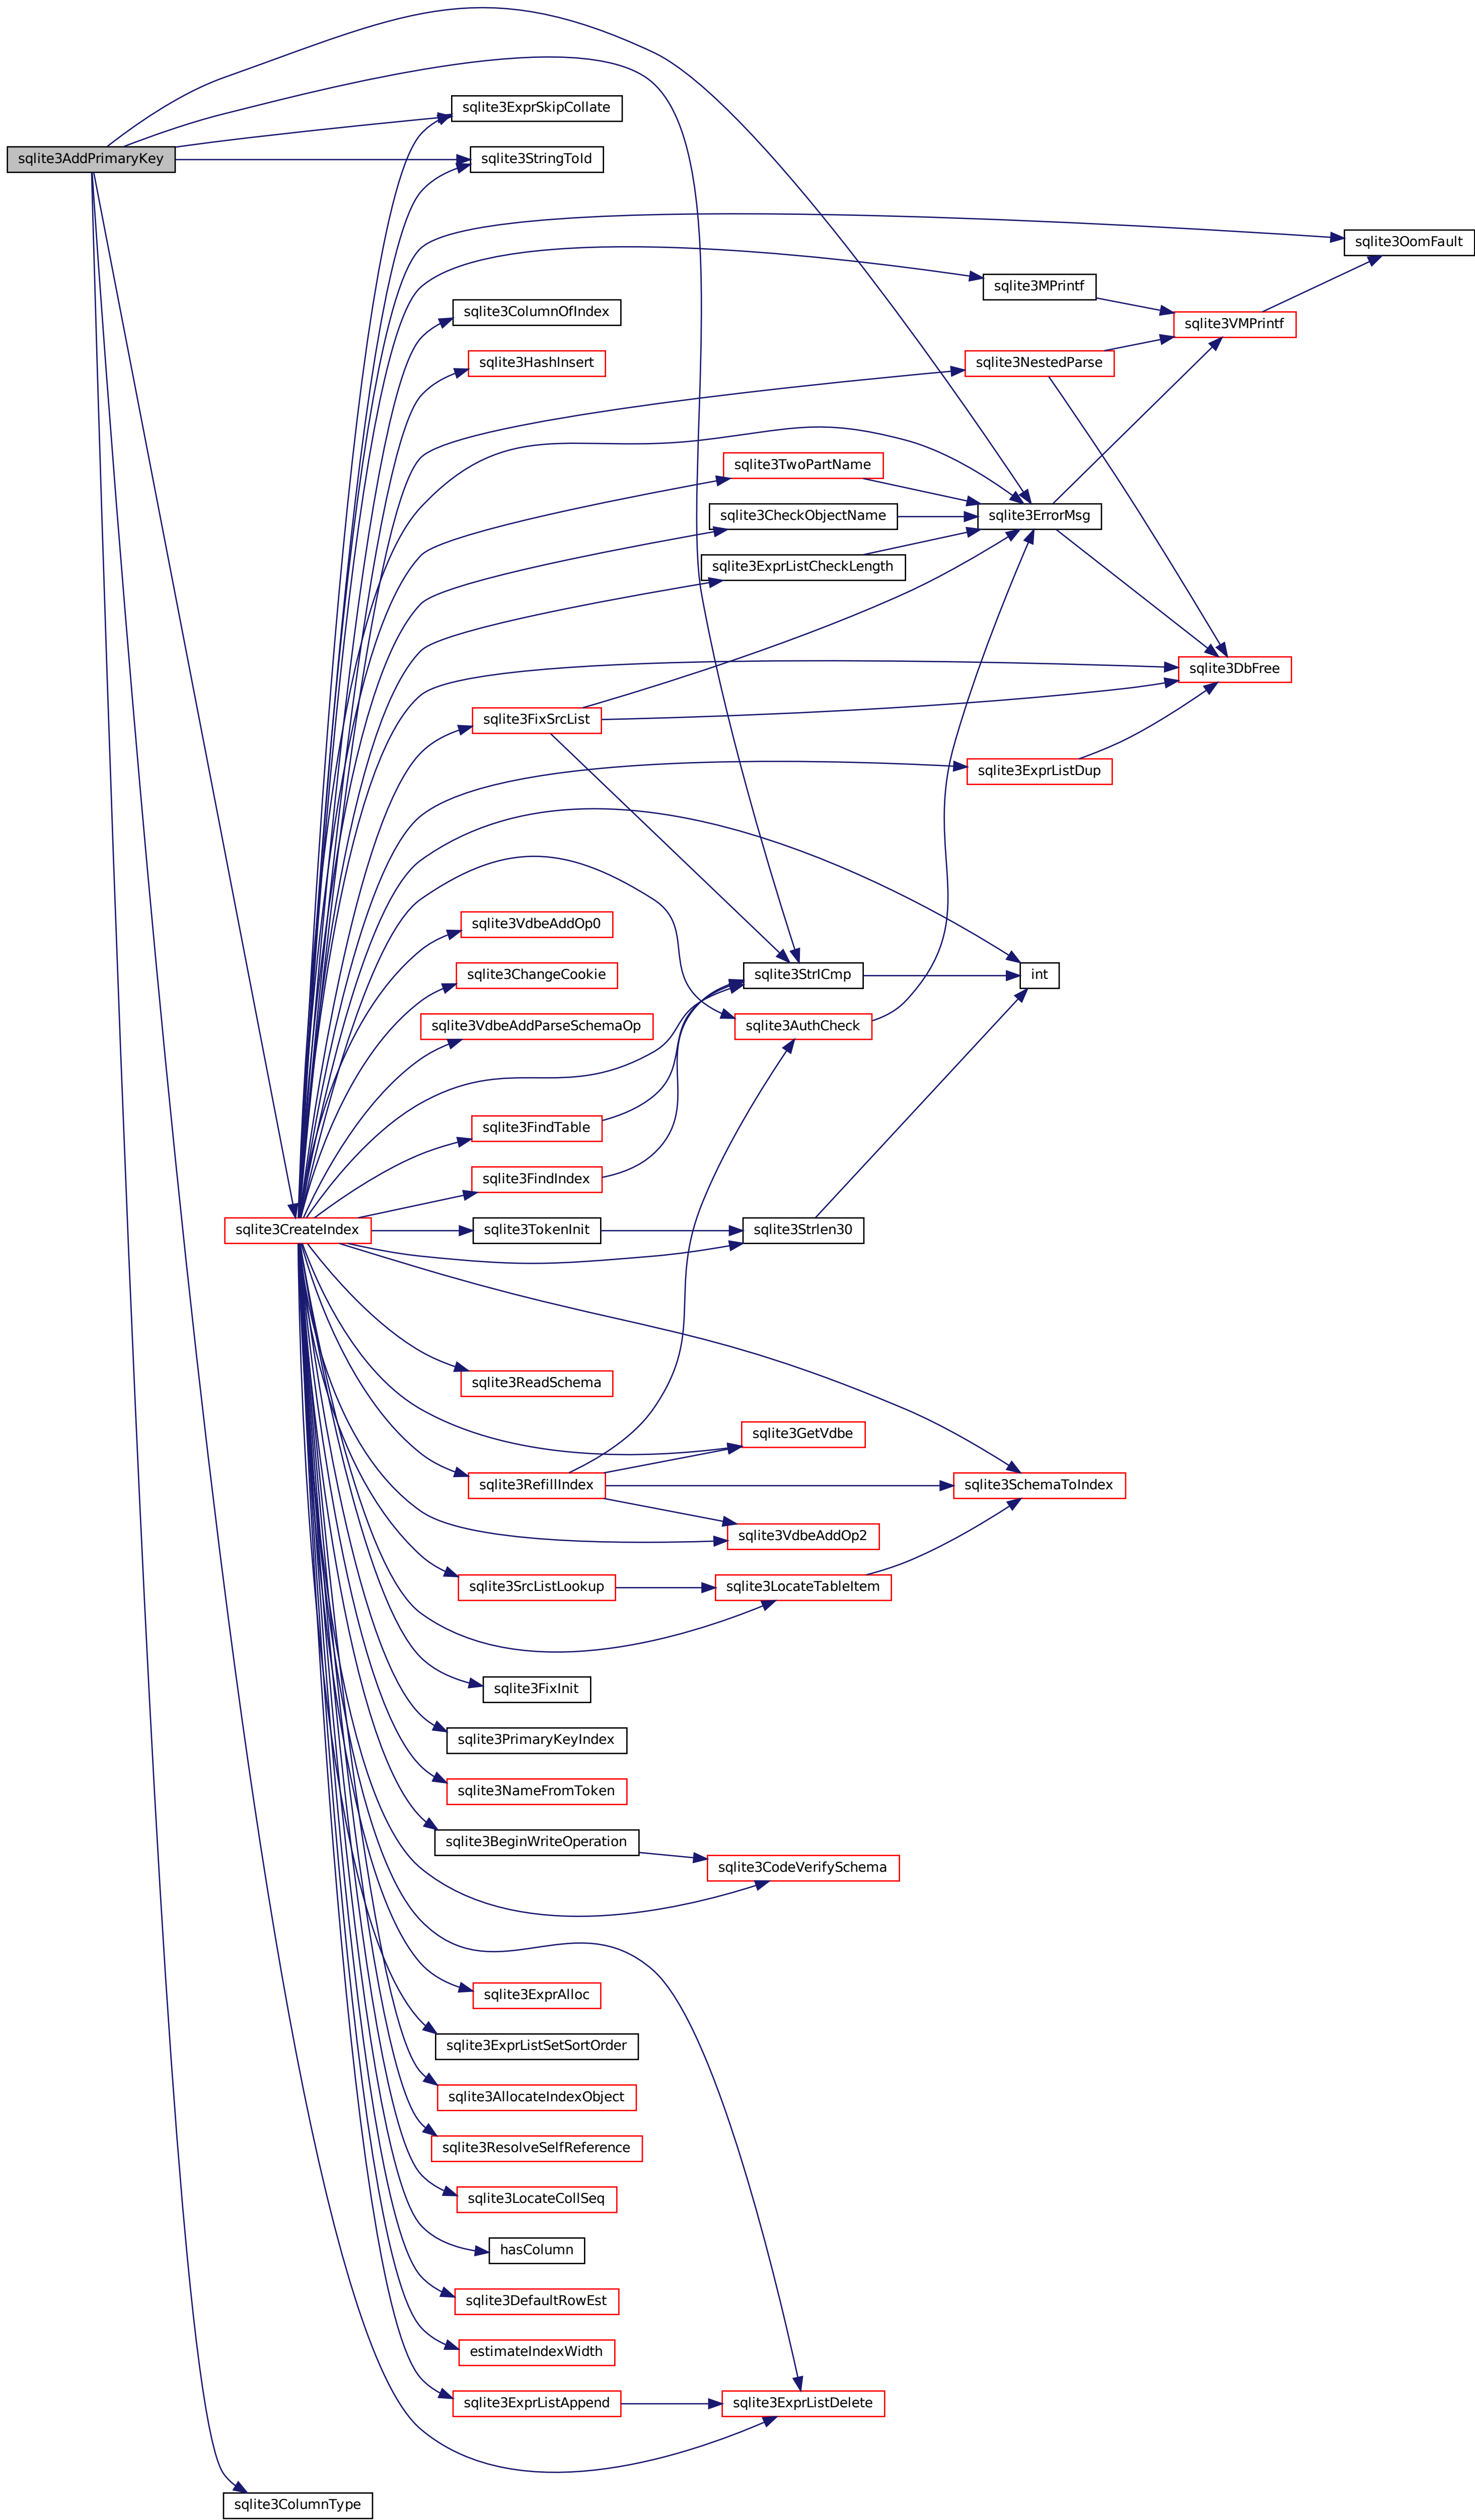 sqlite3ExprSkipCollate
sqlite3AddPrimaryKey
sqlite3StringToId
sqlite3OomFault
sqlite3MPrintf
sqlite3ColumnOfIndex
sqlite3VMPrintf
sqlite3HashInsert
sqlite3NestedParse
sqlite3TwoPartName
sqlite3CheckObjectName
sqlite3ErrorMsg
sqlite3ExprListCheckLength
sqlite3DbFree
sqlite3FixSrcList
sqlite3ExprListDup
sqlite3VdbeAddOp0
sqlite3ChangeCookie
sqlite3StrICmp
int
sqlite3VdbeAddParseSchemaOp
sqlite3AuthCheck
sqlite3FindTable
sqlite3FindIndex
sqlite3CreateIndex
sqlite3TokenInit
sqlite3Strlen30
sqlite3ReadSchema
sqlite3GetVdbe
sqlite3RefillIndex
sqlite3SchemaToIndex
sqlite3VdbeAddOp2
sqlite3SrcListLookup
sqlite3LocateTableItem
sqlite3FixInit
sqlite3PrimaryKeyIndex
sqlite3NameFromToken
sqlite3BeginWriteOperation
sqlite3CodeVerifySchema
sqlite3ExprAlloc
sqlite3ExprListSetSortOrder
sqlite3AllocateIndexObject
sqlite3ResolveSelfReference
sqlite3LocateCollSeq
hasColumn
sqlite3DefaultRowEst
estimateIndexWidth
sqlite3ExprListAppend
sqlite3ExprListDelete
sqlite3ColumnType